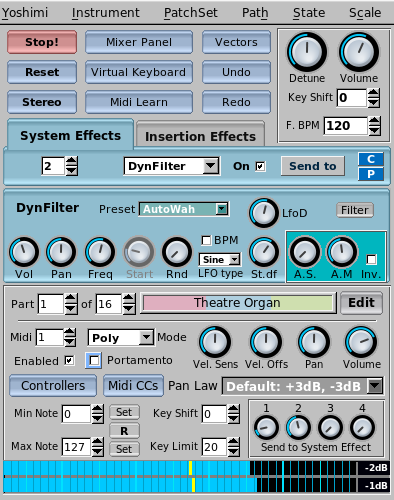 Yoshimi Instrument PatchSet Path State Scale
Stop! Mixer Panel Vectors
Reset Virtual Keyboard Undo
Stereo Midi Learn Redo
Detune Volume
Key Shift 0
F. BPM 120
System Effects Insertion Effects
2 DynFilter On Send to C
P
DynFilter Preset AutoWah LfoD Filter
BPM
Sine
Vol Pan Freq Start Rnd LFO type St.df A.S. A.M Inv.
Part 1 of 16 Theatre Organ Edit
Midi 1 Poly Mode
Enabled Portamento Vel. Sens Vel. Offs Pan Volume
Controllers Midi CCs Pan Law Default: +3dB, -3dB
Min Note 0 Set Key Shift 0 1 2 3 4
R
Max Note 127 Set Key Limit 20 Send to System Effect
-2dB
-1dB